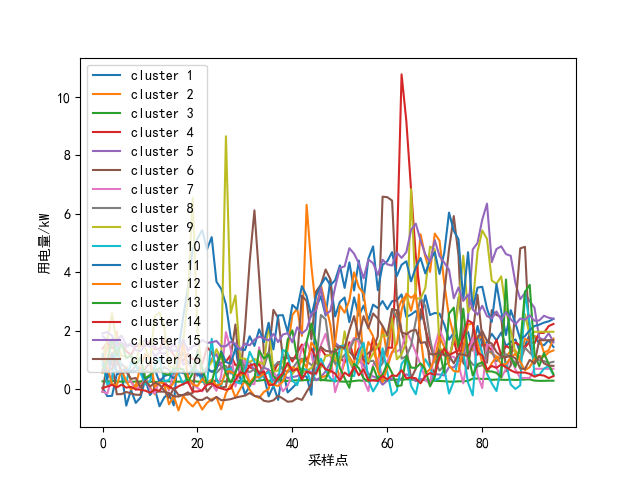 cluster 1
cluster 2
cluster 3
cluster 4
cluster 5
cluster 6
cluster 7
cluster 8
cluster 9
cluster 10
cluster 11
cluster 12
cluster 13
cluster 14
cluster 15
cluster 16
10
8
6
4
2
0
用电量/kW
0 20 40 60 80
采样点